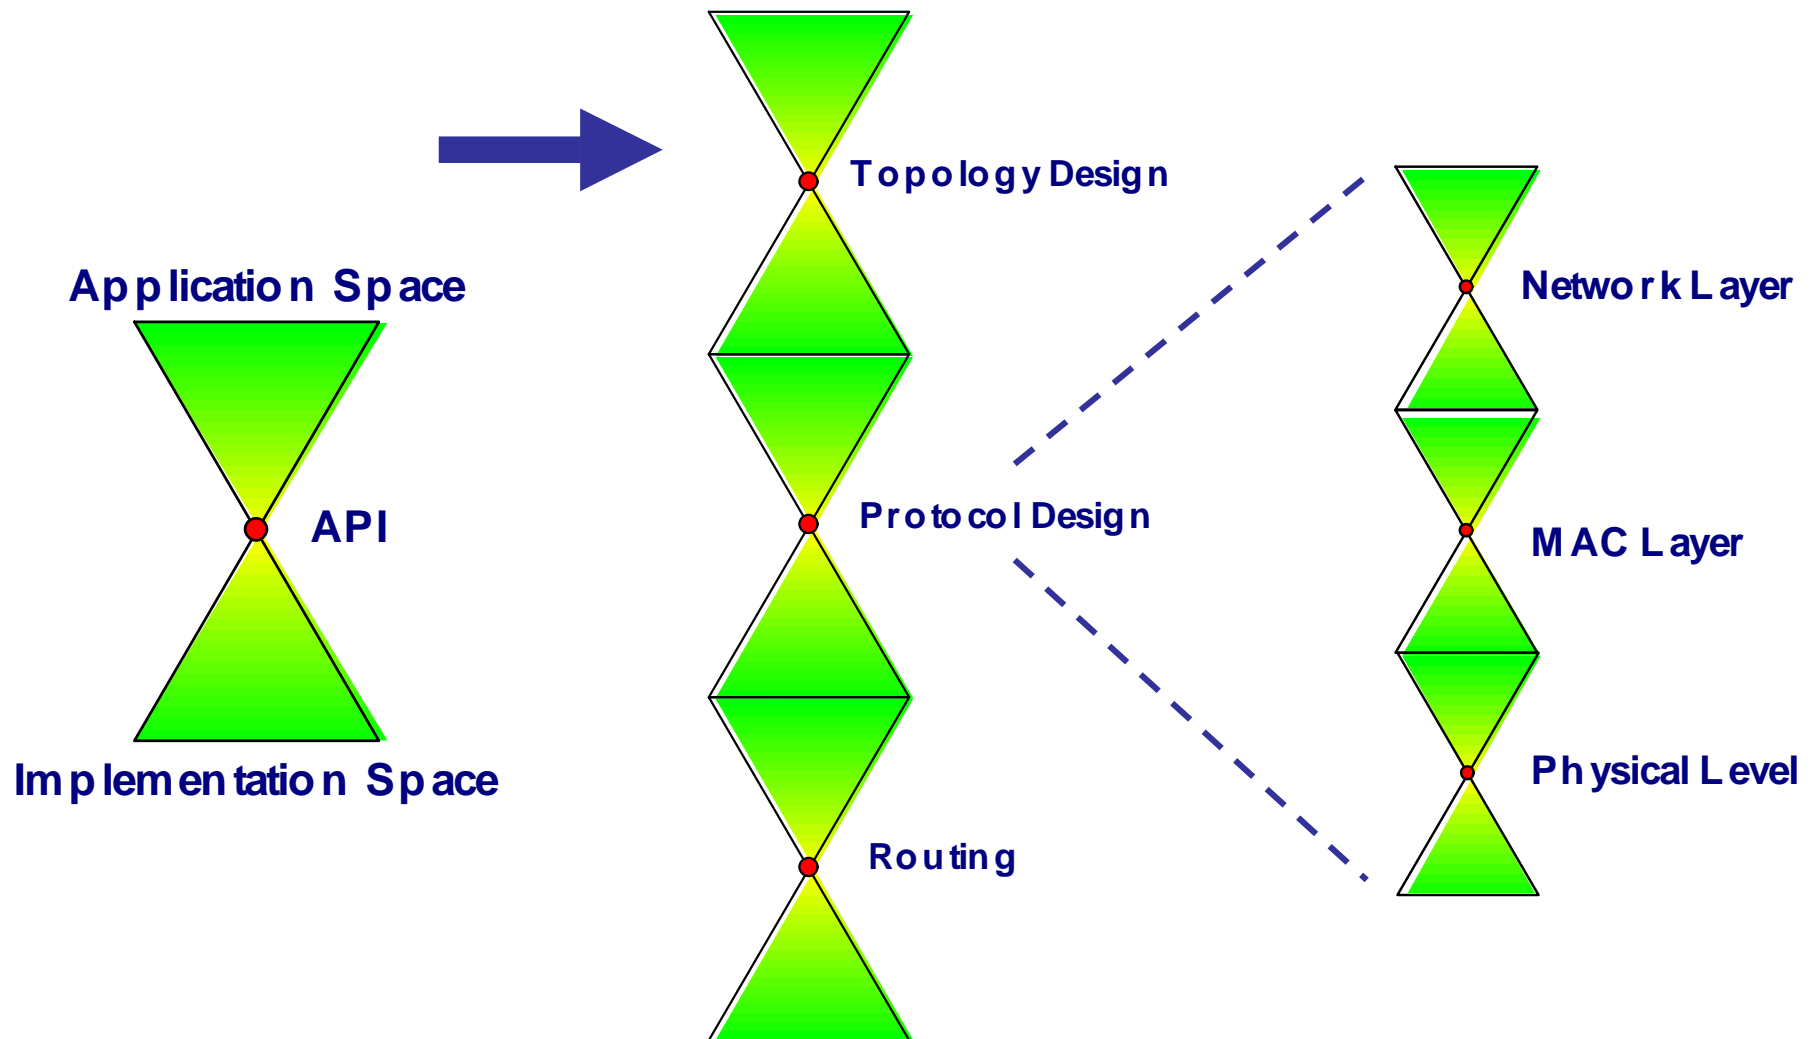 Application Space
API
Implementation Space
Topology Design
Protocol Design
Routing
Network Layer
MAC Layer
Physical Level